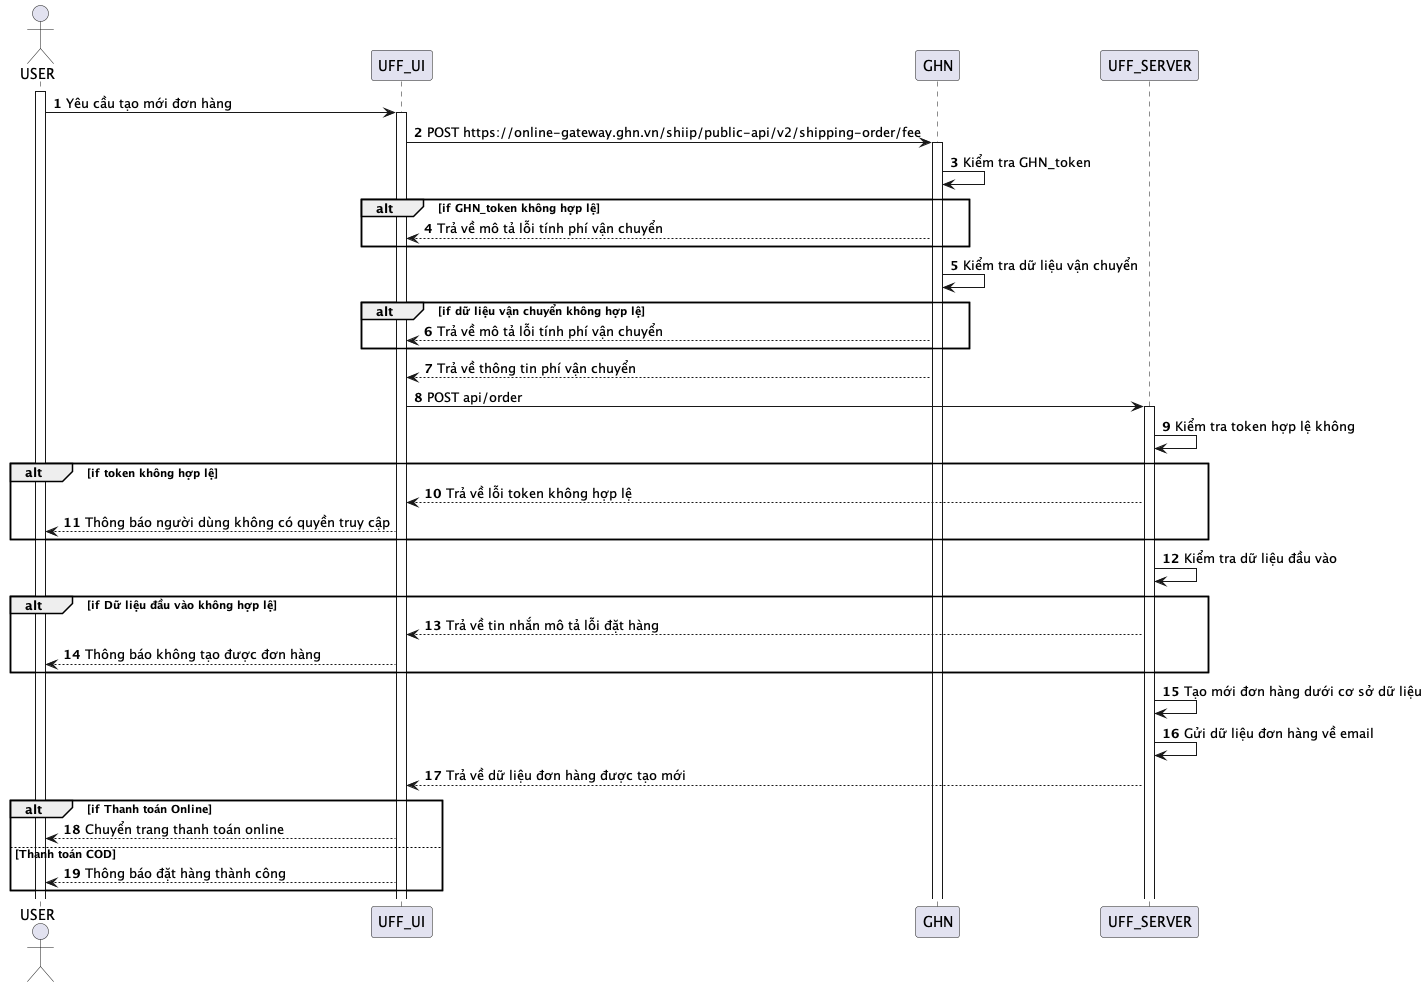 USER
UFF_UI
GHN
UFF_SERVER
1 Yêu cầu tạo mới đơn hàng
2 POST https://online-gateway.ghn.vn/shiip/public-api/v2/shipping-order/fee
3 Kiểm tra GHN_token
alt [if GHN_token không hợp lệ]
4 Trả về mô tả lỗi tính phí vận chuyển
5 Kiểm tra dữ liệu vận chuyển
alt [if dữ liệu vận chuyển không hợp lệ]
6 Trả về mô tả lỗi tính phí vận chuyển
7 Trả về thông tin phí vận chuyển
8 POST api/order
9 Kiểm tra token hợp lệ không
alt [if token không hợp lệ]
10 Trả về lỗi token không hợp lệ
11 Thông báo người dùng không có quyền truy cập
12 Kiểm tra dữ liệu đầu vào
alt [if Dữ liệu đầu vào không hợp lệ]
13 Trả về tin nhắn mô tả lỗi đặt hàng
14 Thông báo không tạo được đơn hàng
15 Tạo mới đơn hàng dưới cơ sở dữ liệu
16 Gửi dữ liệu đơn hàng về email
17 Trả về dữ liệu đơn hàng được tạo mới
alt [if Thanh toán Online]
18 Chuyển trang thanh toán online
[Thanh toán COD]
19 Thông báo đặt hàng thành công
USER
UFF_UI
GHN
UFF_SERVER